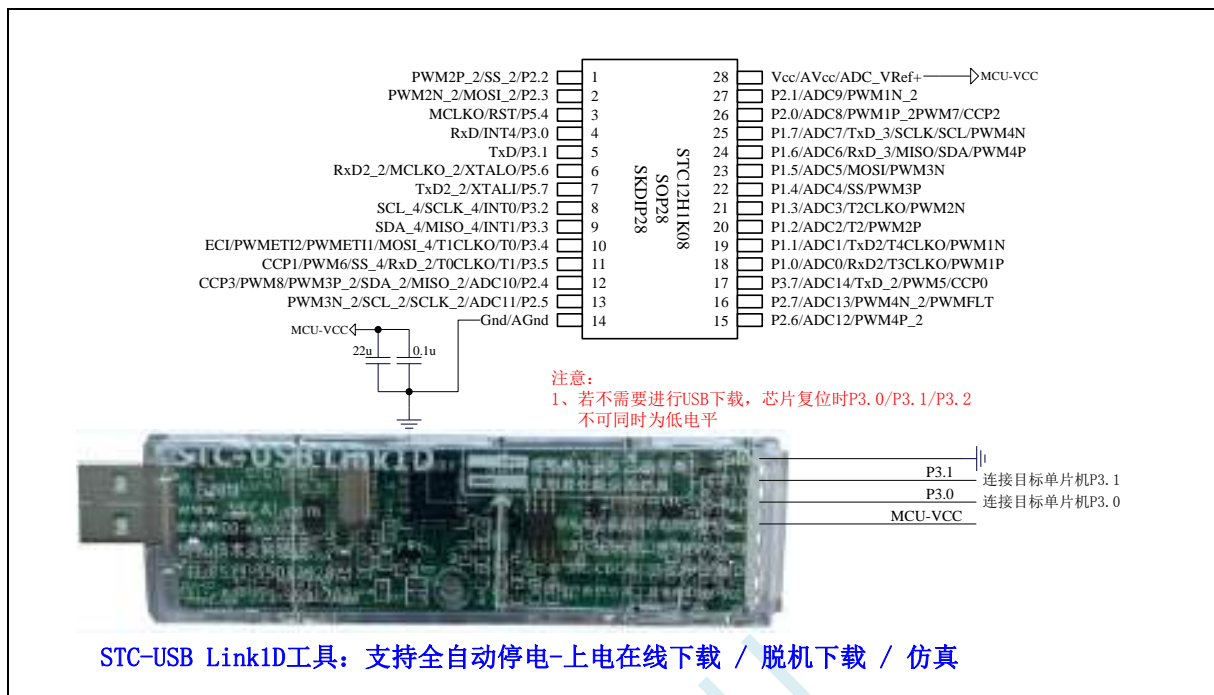 PWM2P_2/SS_2/P2.2 1
PWM2N_2/MOSI_2/P2.3 2
MCLKO/RST/P5.4 3
RxD/INT4/P3.0 4
TxD/P3.1 5
RxD2_2/MCLKO_2/XTALO/P5.6 6
TxD2_2/XTALI/P5.7 7
SCL_4/SCLK_4/INT0/P3.2 8
SDA_4/MISO_4/INT1/P3.3 9
ECI/PWMETI2/PWMETI1/MOSI_4/T1CLKO/T0/P3.4 10
CCP1/PWM6/SS_4/RxD_2/T0CLKO/T1/P3.5 11
CCP3/PWM8/PWM3P_2/SDA_2/MISO_2/ADC10/P2.4 12
PWM3N_2/SCL_2/SCLK_2/ADC11/P2.5 13
Gnd/AGnd 14
STC12H1K08
SOP28
SKDIP28
28 Vcc/AVcc/ADC_VRef+ MCU-VCC
27 P2.1/ADC9/PWM1N_2
26 P2.0/ADC8/PWM1P_2PWM7/CCP2
25 P1.7/ADC7/TxD_3/SCLK/SCL/PWM4N
24 P1.6/ADC6/RxD_3/MISO/SDA/PWM4P
23 P1.5/ADC5/MOSI/PWM3N
22 P1.4/ADC4/SS/PWM3P
21 P1.3/ADC3/T2CLKO/PWM2N
20 P1.2/ADC2/T2/PWM2P
19 P1.1/ADC1/TxD2/T4CLKO/PWM1N
18 P1.0/ADC0/RxD2/T3CLKO/PWM1P
17 P3.7/ADC14/TxD_2/PWM5/CCP0
16 P2.7/ADC13/PWM4N_2/PWMFLT
15 P2.6/ADC12/PWM4P_2
MCU-VCC
22u 0.1u
注意:
1、若不需要进行USB下载，芯片复位时P3.0/P3.1/P3.2
不可同时为低电平
STC-USB Link1D
P3.1 连接目标单片机P3.1
P3.0 连接目标单片机P3.0
MCU-VCC
STC-USB Link1D工具: 支持全自动停电-上电在线下载 / 脱机下载 / 仿真